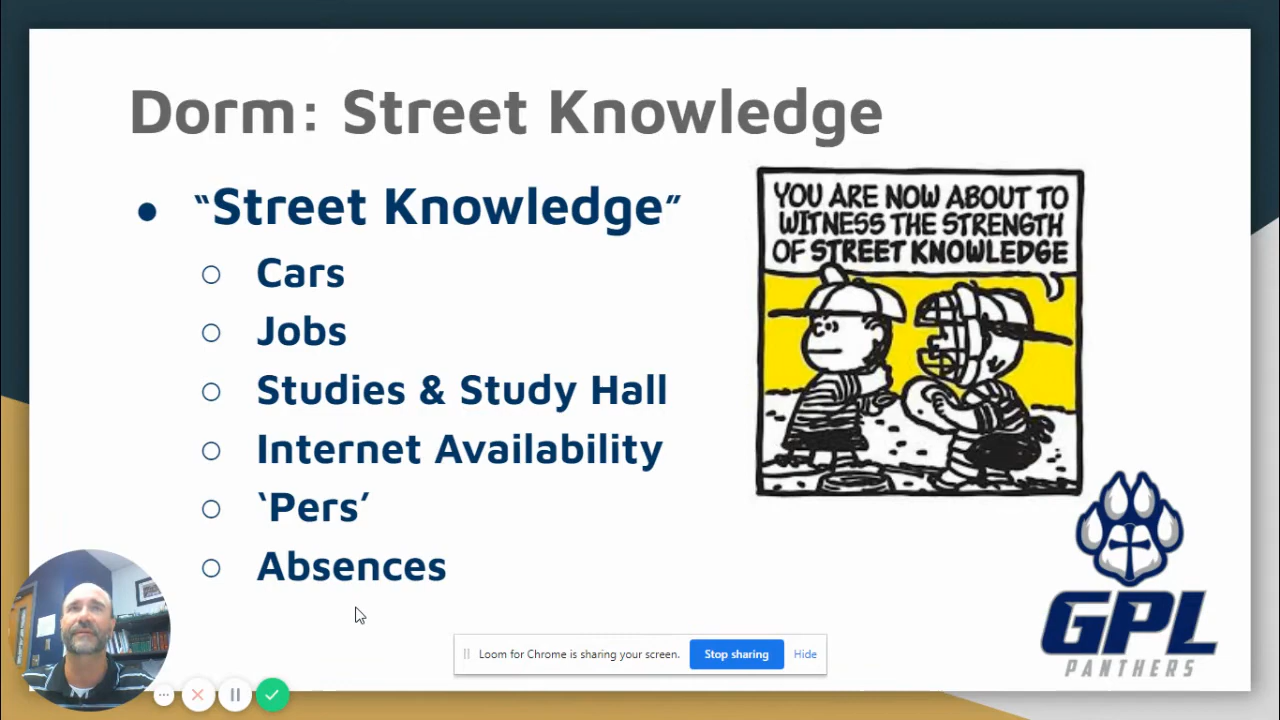 Dorm: Street Knowledge
● “Street Knowledge”
○ Cars
○ Jobs
○ Studies & Study Hall
○ Internet Availability
○ ‘Pers’
○ Absences
YOU ARE NOW ABOUT TO
WITNESS THE STRENGTH
OF STREET KNOWLEDGE
GPL
PANTHERS
Loom for Chrome is sharing your screen. Stop sharing Hide